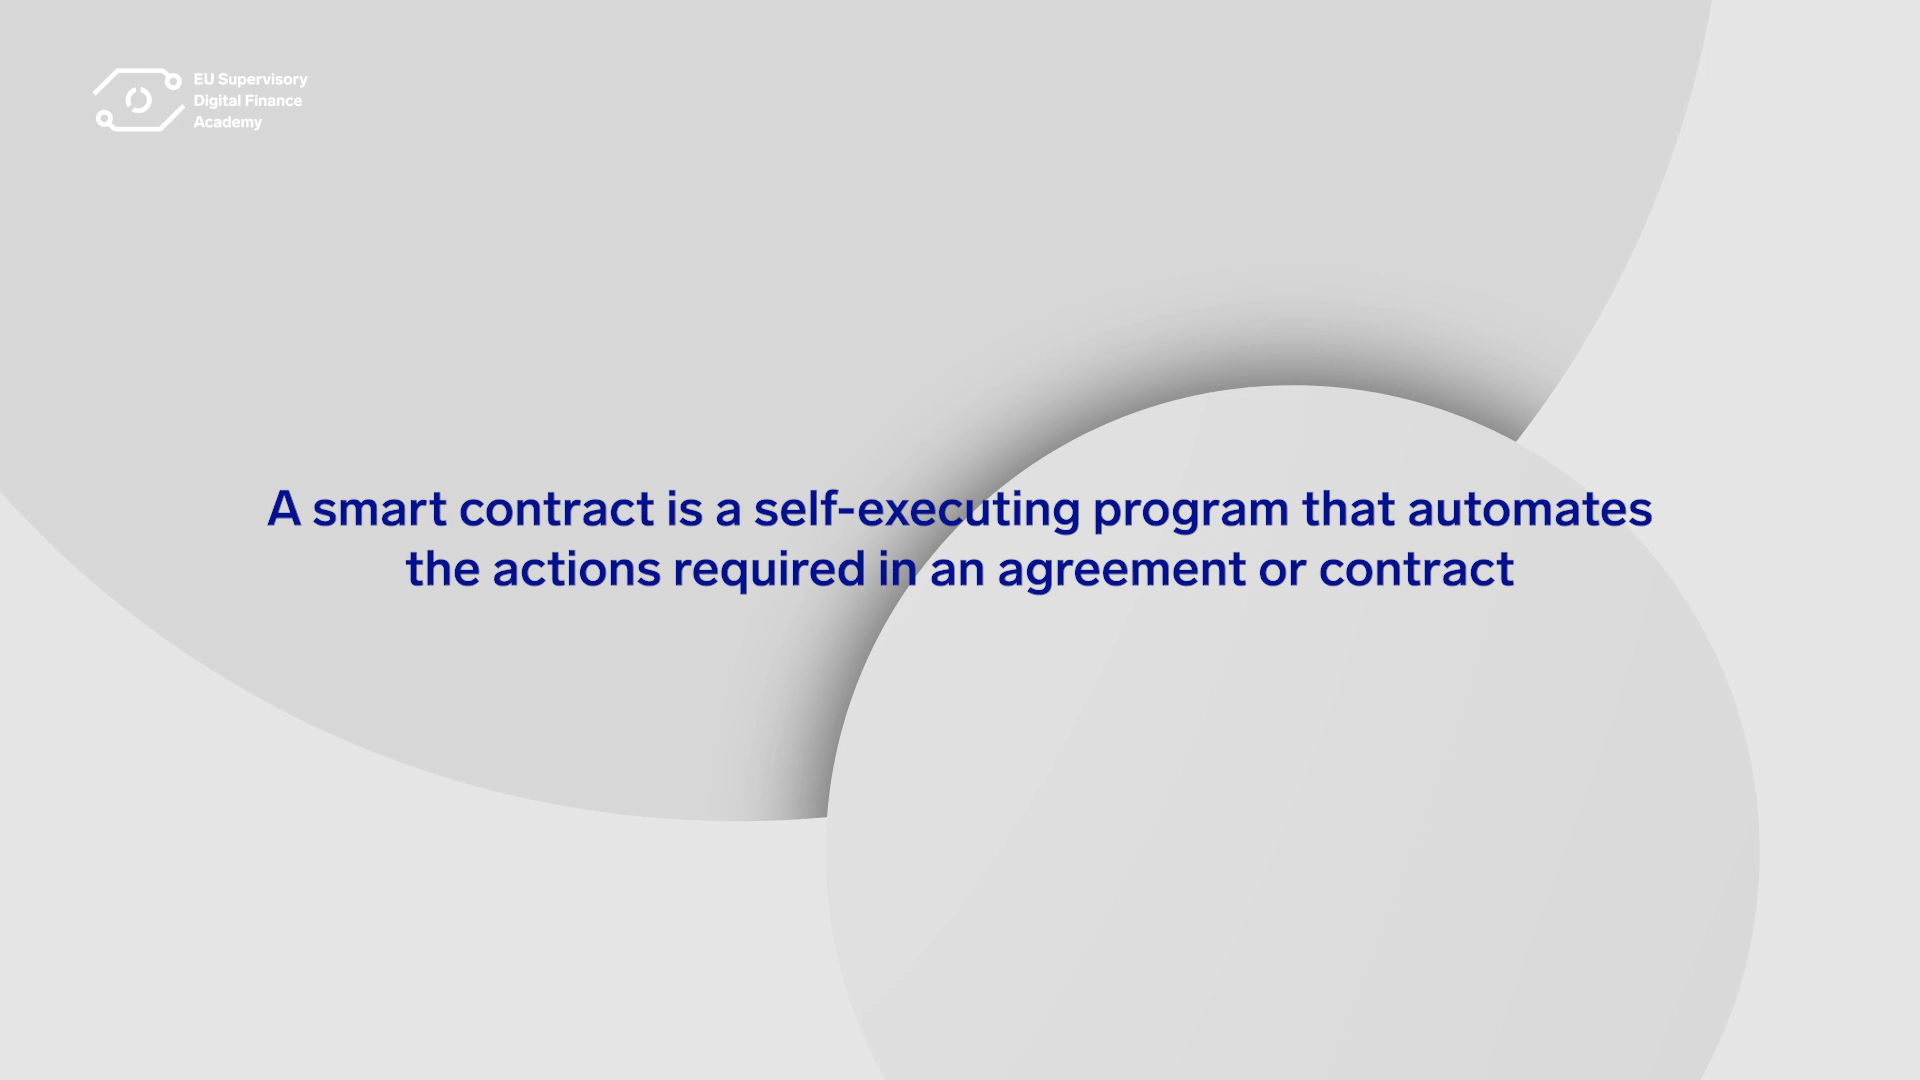 EU Supervisory
Digital Finance
Academy
A smart contract is a self-executing program that automates
the actions required in an agreement or contract